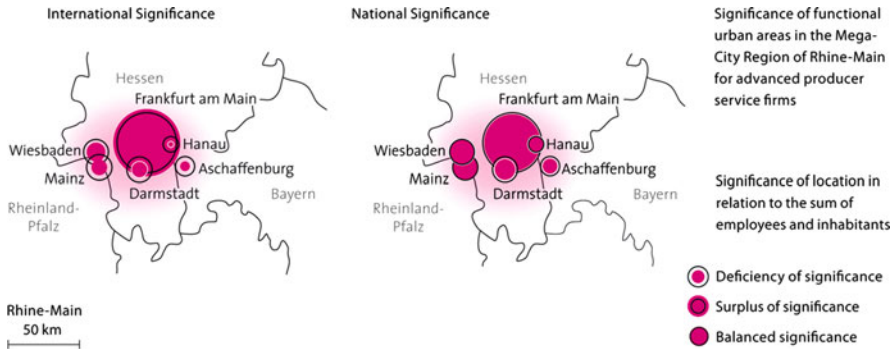 International Significance
Hessen
Frankfurt am Main
Wiesbaden
Hanau
Mainz
Aschaffenburg
Darmstadt
Rheinland-
Pfalz
Bayern
Rhine-Main
50 km
National Significance
Hessen
Frankfurt am Main
Wiesbaden
Hanau
Mainz
Aschaffenburg
Darmstadt
Rheinland-
Pfalz
Bayern
Significance of functional
urban areas in the Mega-
City Region of Rhine-Main
for advanced producer
service firms
Significance of location in
relation to the sum of
employees and inhabitants
Deficiency of significance
Surplus of significance
Balanced significance